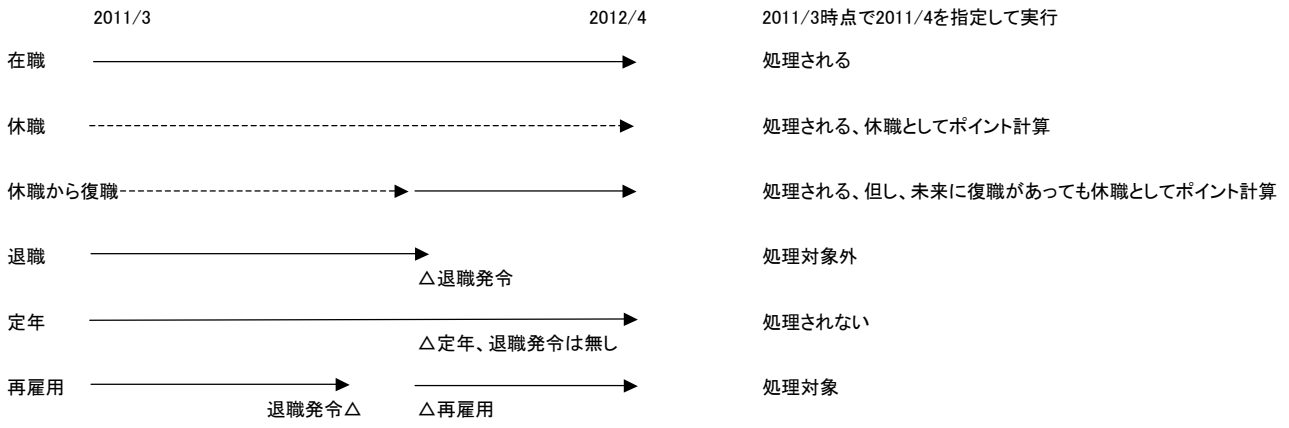 2011/3 2012/4 2011/3時点で2011/4を指定して実行
在職 処理される
休職 処理される、休職としてポイント計算
休職から復職 処理される、但し、未来に復職があっても休職としてポイント計算
退職 処理対象外
△退職発令
定年 処理されない
△定年、退職発令は無し
再雇用 処理対象
退職発令△ △再雇用